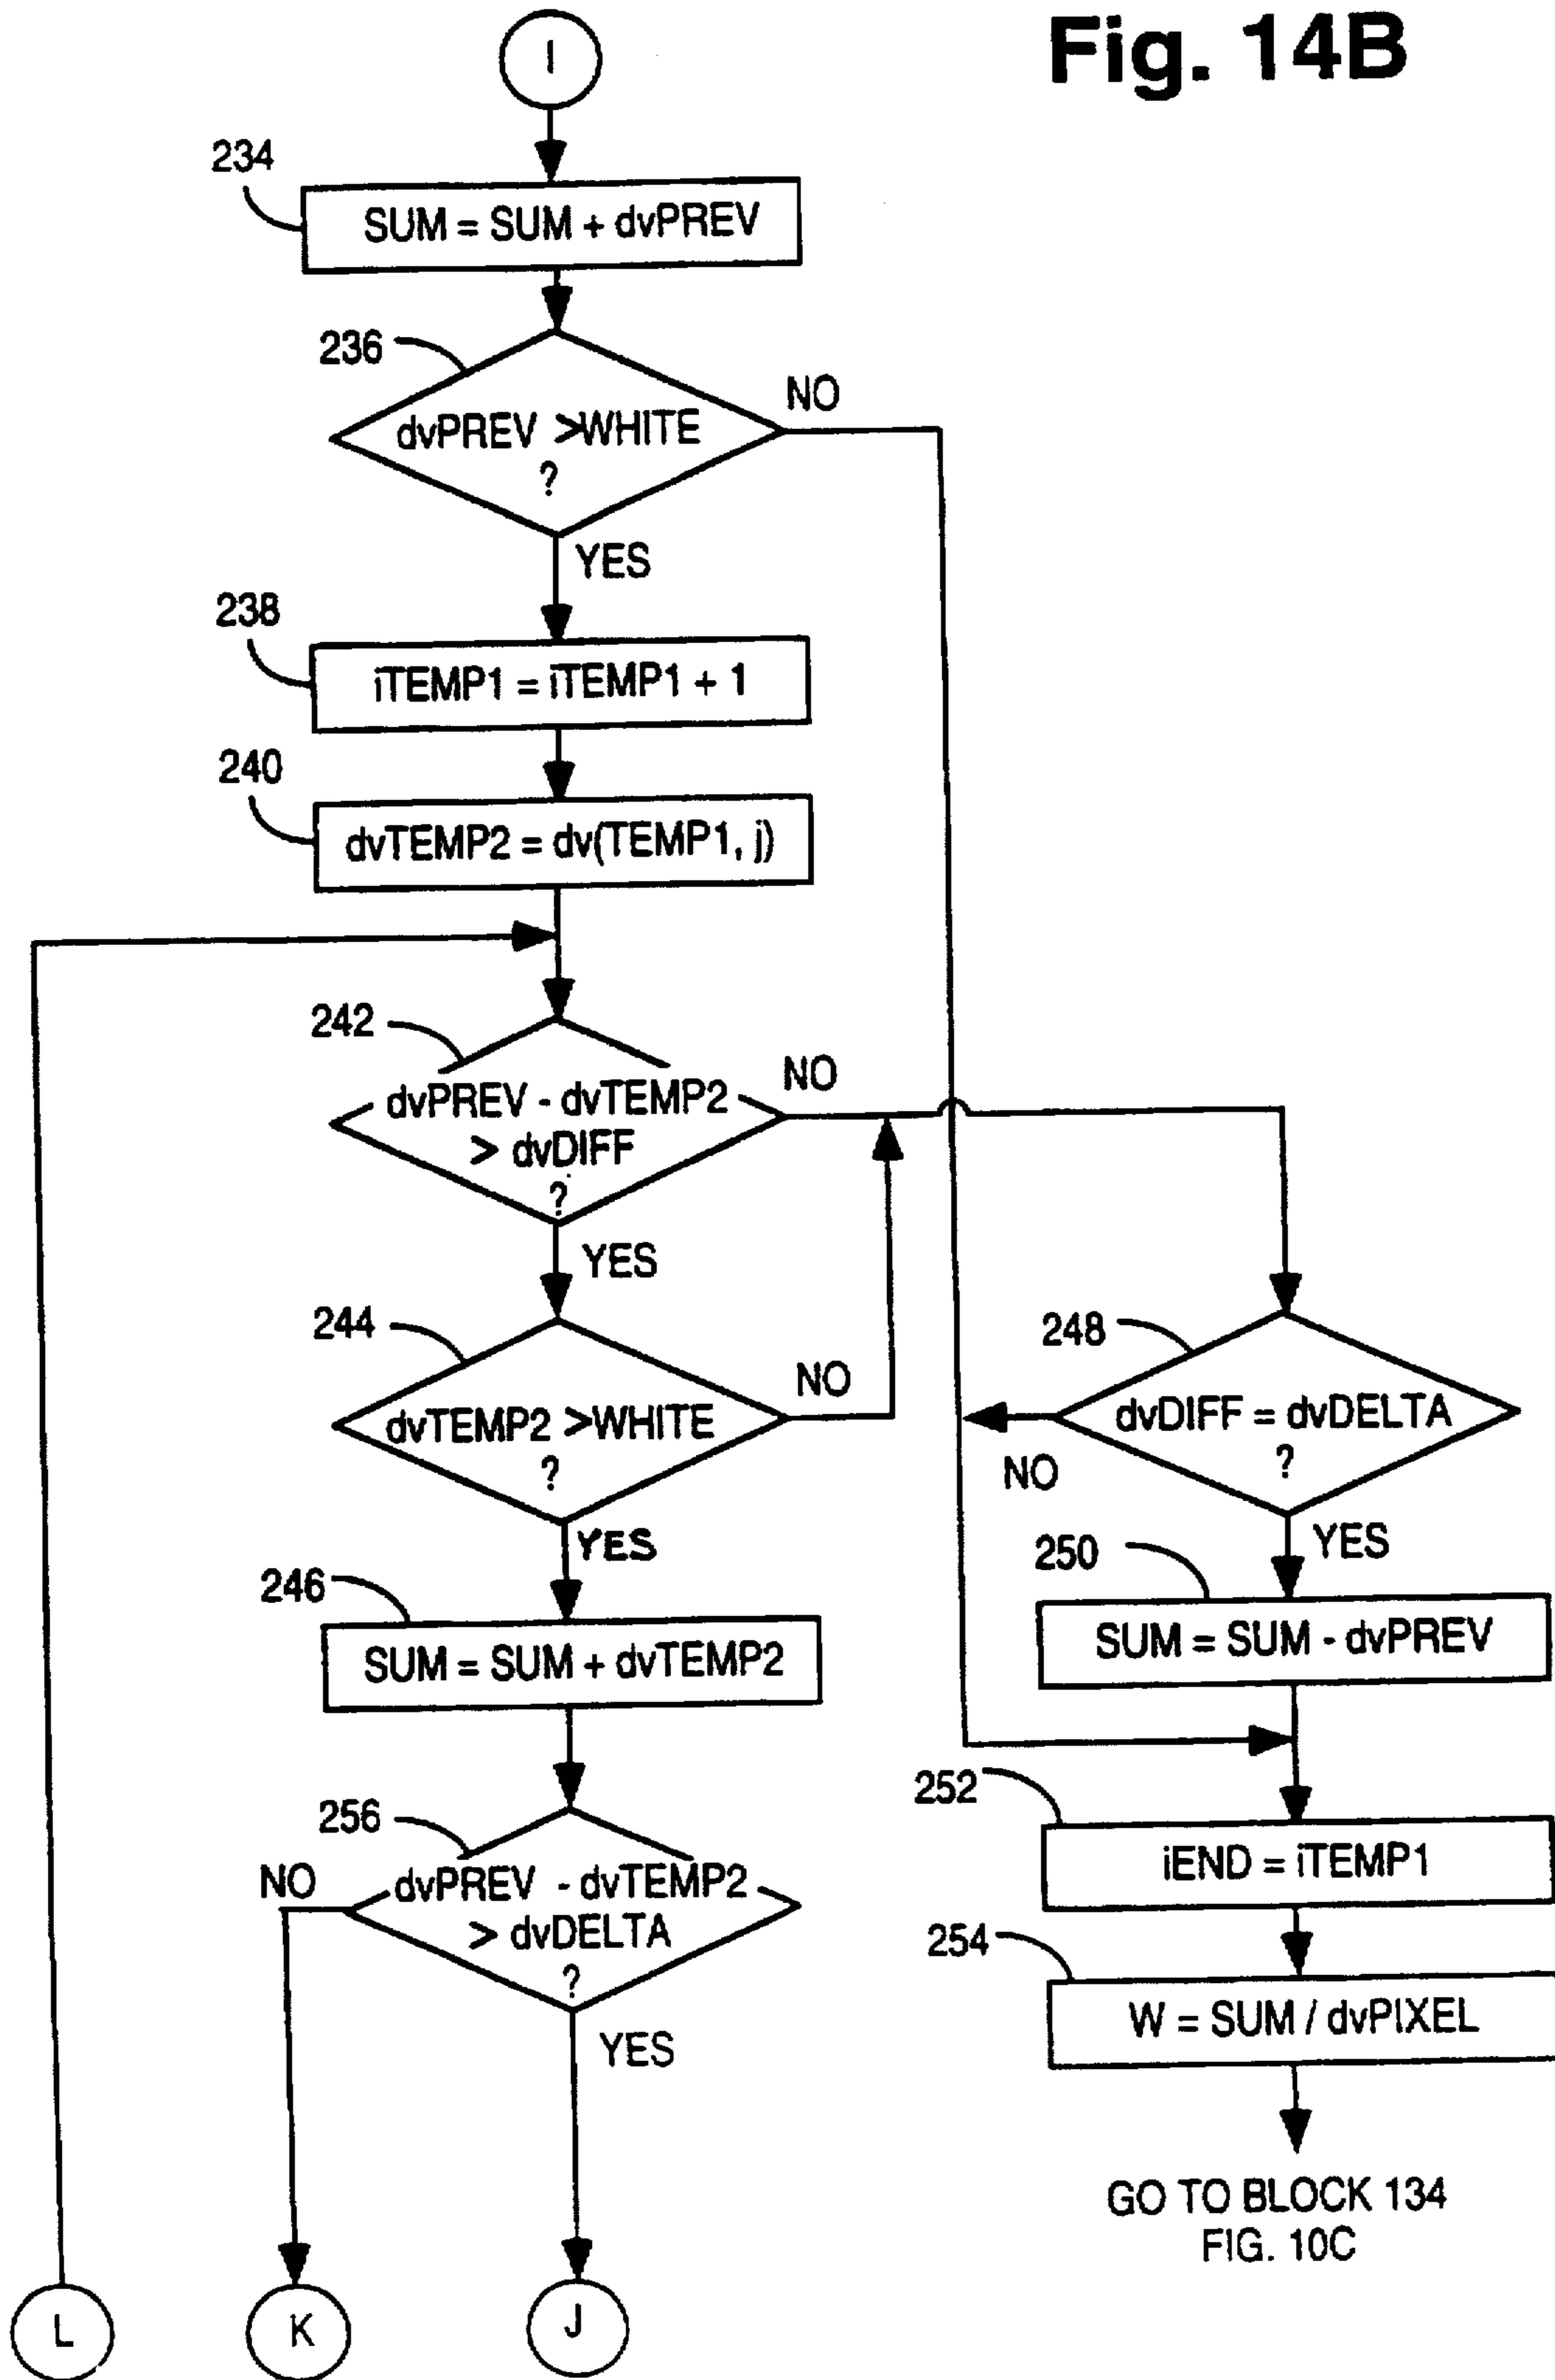 Fig. 14B
I
234
SUM = SUM + dvPREV
236
dvPREV >WHITE
?
NO
YES
238
iTEMP1 = iTEMP1 + 1
240
dvTEMP2 = dv(TEMP1, j)
242
dvPREV - dvTEMP2
> dvDIFF
?
NO
YES
244
dvTEMP2 >WHITE
?
NO
YES
246
SUM = SUM + dvTEMP2
256
dvPREV - dvTEMP2
> dvDELTA
?
NO
YES
248
dvDIFF = dvDELTA
?
NO
YES
250
SUM = SUM - dvPREV
252
iEND = iTEMP1
254
W = SUM / dvPIXEL
GO TO BLOCK 134
FIG. 10C
L
K
J